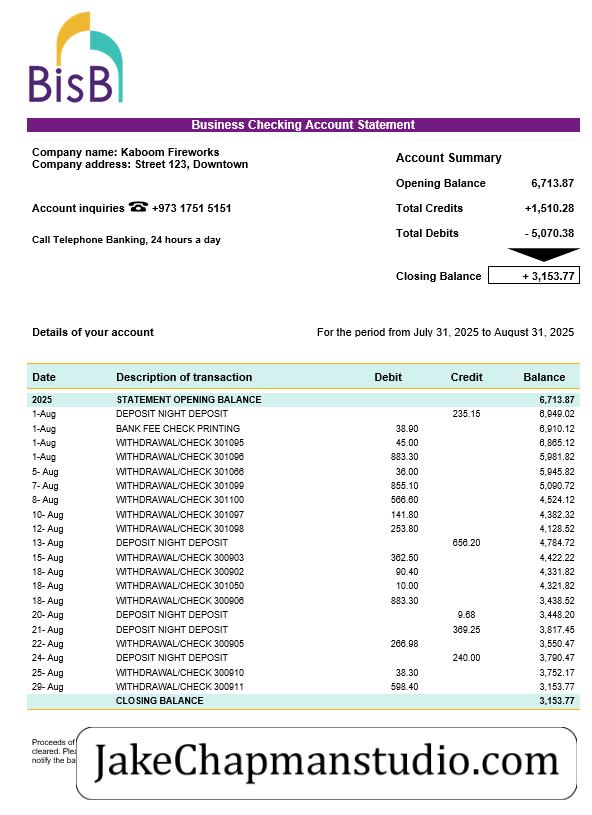 BisB
Business Checking Account Statement
Company name: Kaboom Fireworks
Company address: Street 123, Downtown
Account inquiries ☎ +973 1751 5151
Call Telephone Banking, 24 hours a day
Account Summary
Opening Balance 6,713.87
Total Credits +1,510.28
Total Debits - 5,070.38
Closing Balance + 3,153.77
Details of your account For the period from July 31, 2025 to August 31, 2025
Date Description of transaction Debit Credit Balance
2025 STATEMENT OPENING BALANCE 6,713.87
1-Aug DEPOSIT NIGHT DEPOSIT 235.15 6,949.02
1-Aug BANK FEE CHECK PRINTING 38.90 6,910.12
1-Aug WITHDRAWAL/CHECK 301095 45.00 6,865.12
1-Aug WITHDRAWAL/CHECK 301096 883.30 5,981.82
5- Aug WITHDRAWAL/CHECK 301066 36.00 5,945.82
7- Aug WITHDRAWAL/CHECK 301099 855.10 5,090.72
8- Aug WITHDRAWAL/CHECK 301100 566.60 4,524.12
10- Aug WITHDRAWAL/CHECK 301097 141.80 4,382.32
12- Aug WITHDRAWAL/CHECK 301098 253.80 4,128.52
13- Aug DEPOSIT NIGHT DEPOSIT 656.20 4,784.72
15- Aug WITHDRAWAL/CHECK 300903 362.50 4,422.22
18- Aug WITHDRAWAL/CHECK 300902 90.40 4,331.82
18- Aug WITHDRAWAL/CHECK 301050 10.00 4,321.82
18- Aug WITHDRAWAL/CHECK 300906 883.30 3,438.52
20- Aug DEPOSIT NIGHT DEPOSIT 9.68 3,448.20
21- Aug DEPOSIT NIGHT DEPOSIT 369.25 3,817.45
22- Aug WITHDRAWAL/CHECK 300905 266.98 3,550.47
24- Aug DEPOSIT NIGHT DEPOSIT 240.00 3,790.47
25- Aug WITHDRAWAL/CHECK 300910 38.30 3,752.17
29- Aug WITHDRAWAL/CHECK 300911 598.40 3,153.77
CLOSING BALANCE 3,153.77
Proceeds of
cleared.
notify the
JakeChapmanstudio.com